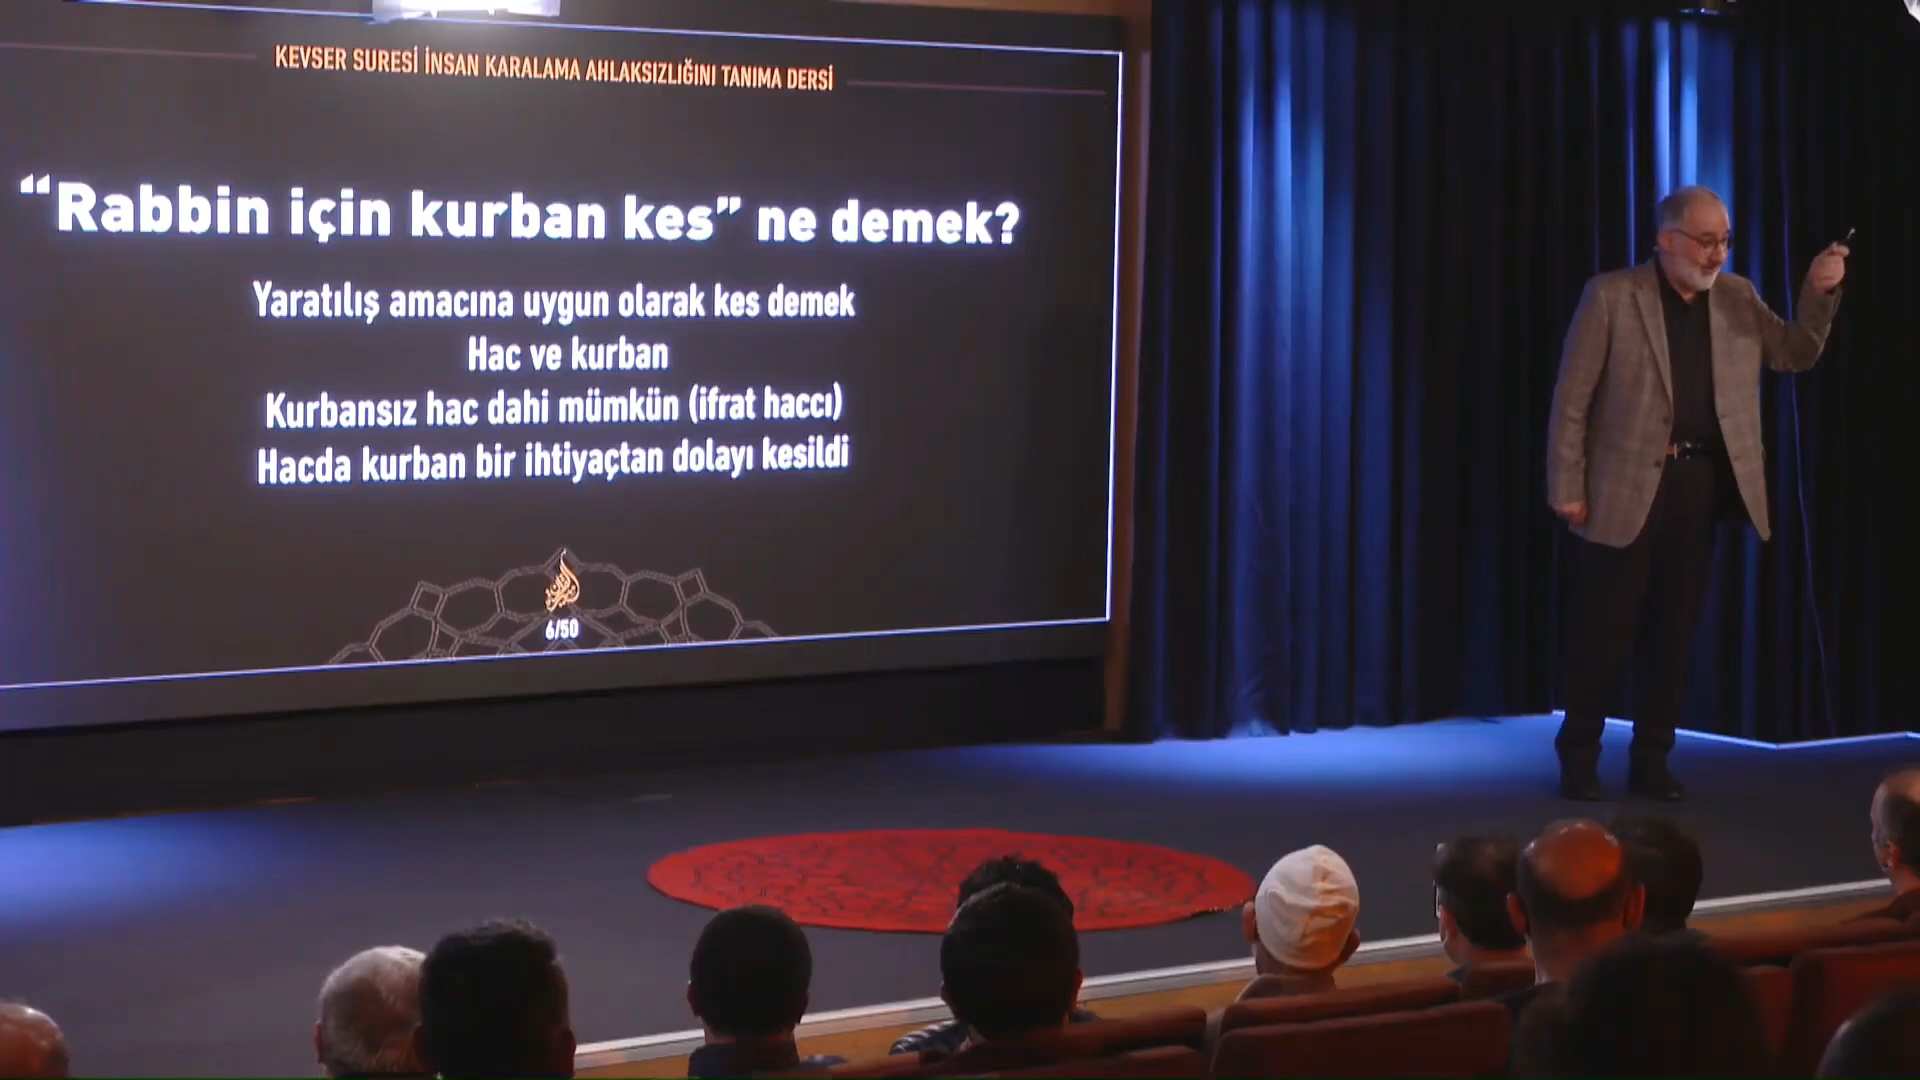 KEVSER SURESİ İNSAN KARALAMA AHLAKSIZLIĞINI TANIMA DERSİ
“Rabbin için kurban kes” ne demek?
Yaratılış amacına uygun olarak kes demek
Hac ve kurban
Kurbansız hac dahi mümkün (ifrat haccı)
Hacda kurban bir ihtiyaçtan dolayı kesildi
6/50